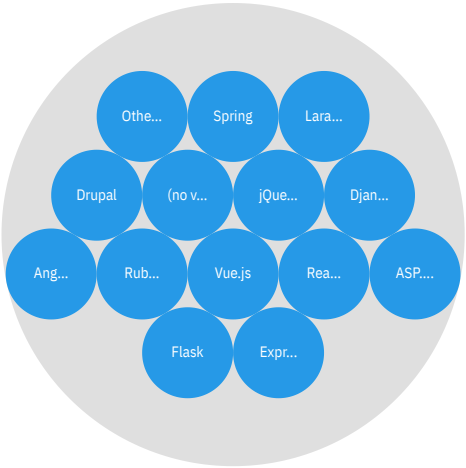 Othe...
Spring
Lara...
Drupal
(no v...
jQue...
Djan...
Ang...
Rub...
Vue.js
Rea...
ASP....
Flask
Expr...